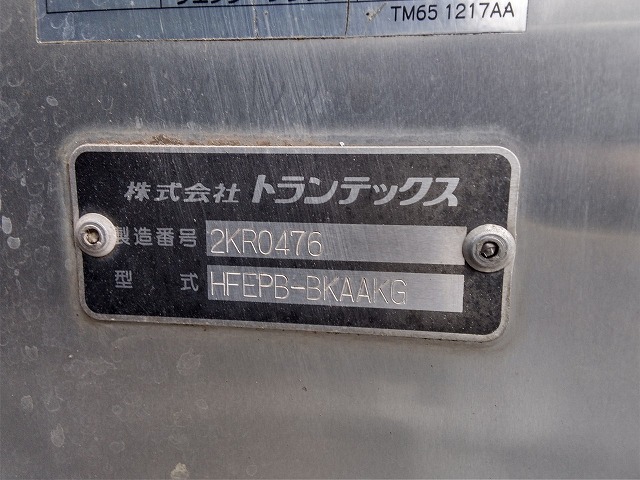 TM65 1217AA
株式会社 トランテックス
製造番号 2KR0476
型式 HFEPB-BKAAKG